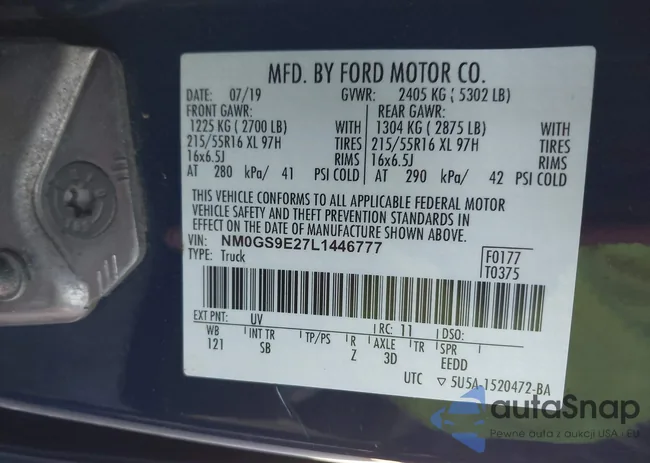 MFD. BY FORD MOTOR CO.
DATE: 07/19 GVWR: 2405 KG ( 5302 LB)
FRONT GAWR: REAR GAWR:
1225 KG ( 2700 LB) WITH 1304 KG ( 2875 LB) WITH
215/55R16 XL 97H TIRES 215/55R16 XL 97H TIRES
16x6.5J RIMS 16x6.5J RIMS
AT 280 kPa/ 41 PSI COLD AT 290 kPa/ 42 PSI COLD
THIS VEHICLE CONFORMS TO ALL APPLICABLE FEDERAL MOTOR
VEHICLE SAFETY AND THEFT PREVENTION STANDARDS IN
EFFECT ON THE DATE OF MANUFACTURE SHOWN ABOVE.
VIN: NM0GS9E27L1446777 F0177
TYPE: Truck T0375
EXT PNT: UV RC: 11 DSO:
WB INT TR TP/PS R AXLE TR SPR
121 SB Z 3D EEDD
UTC ▽ 5U5A-1520472-BA
autaSnap
Pewne auta z aukcji USA - EU